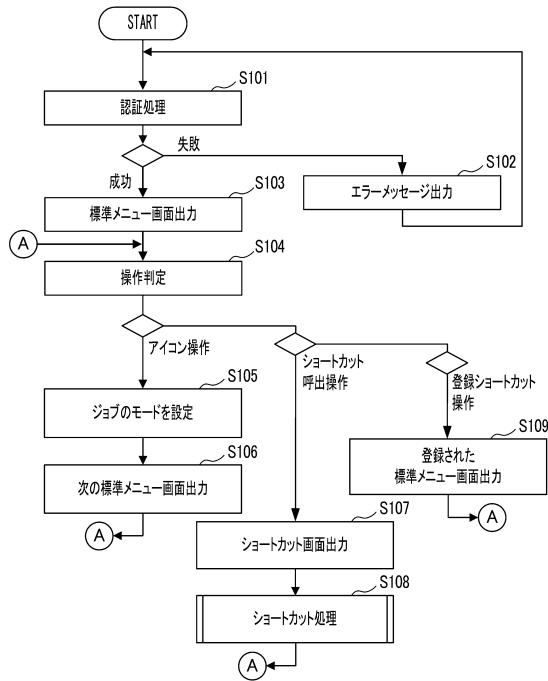 START
S101
認証処理
失敗
成功
S102
エラーメッセージ出力
S103
標準メニュー画面出力
A
S104
操作判定
アイコン操作
ショートカット
呼出操作
登録ショートカット
操作
S105
ジョブのモードを設定
S106
次の標準メニュー画面出力
A
S109
登録された
標準メニュー画面出力
A
S107
ショートカット画面出力
S108
ショートカット処理
A